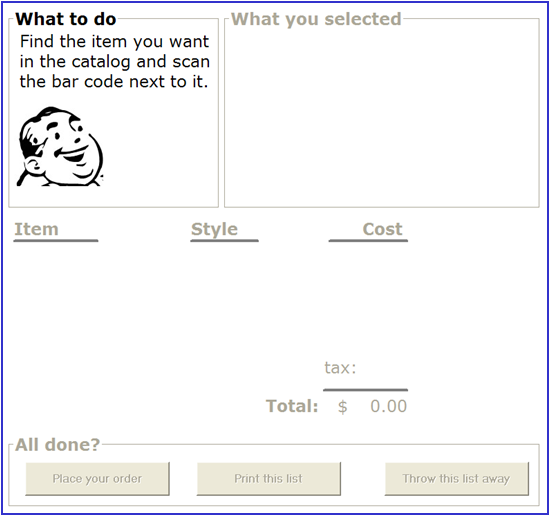 What to do
Find the item you want
in the catalog and scan
the bar code next to it.
What you selected
Item Style Cost
tax:
Total: $ 0.00
All done?
Place your order Print this list Throw this list away